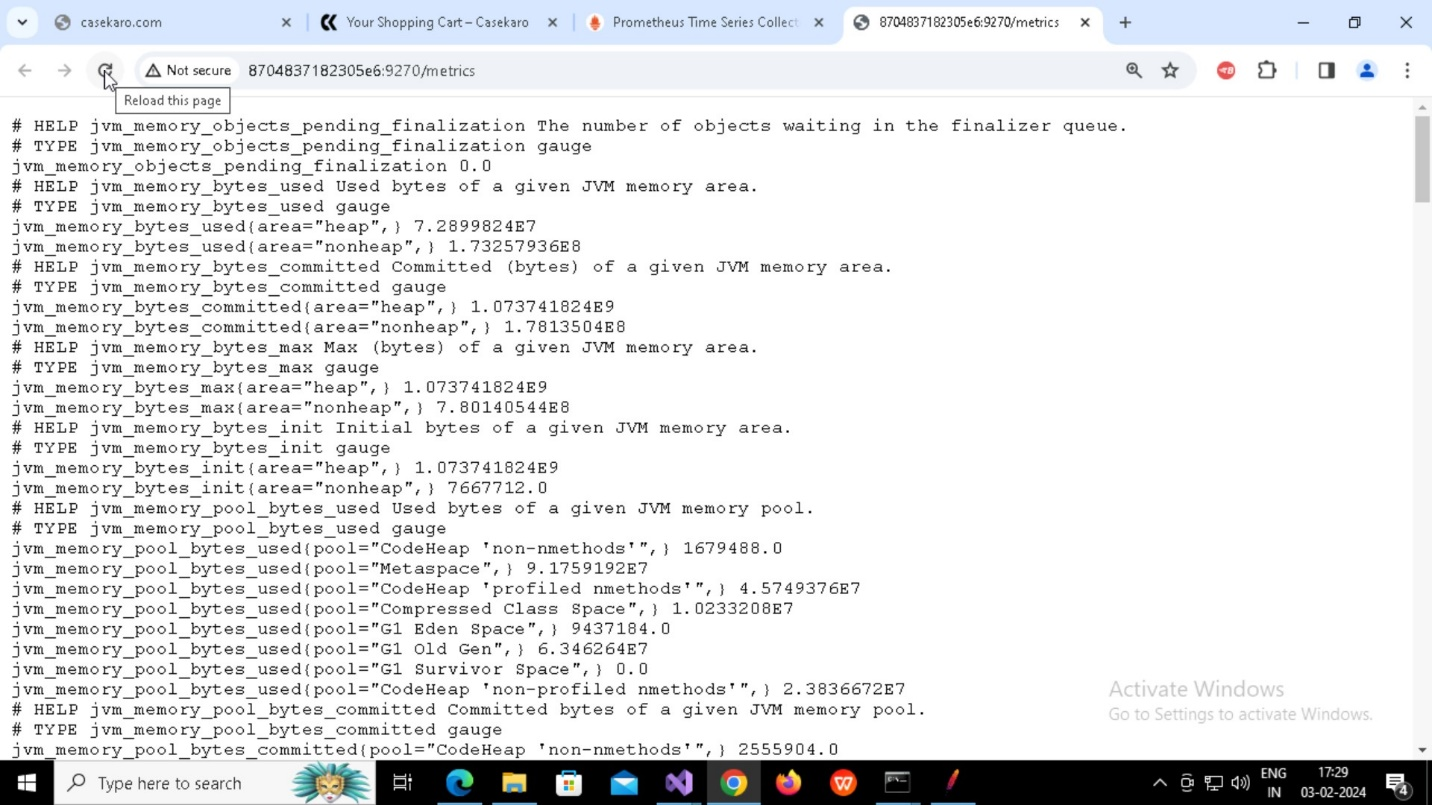 casekaro.com
Your Shopping Cart – Casekaro
Prometheus Time Series Collect
8704837182305e6:9270/metrics
Not secure
8704837182305e6:9270/metrics
Reload this page
# HELP jvm_memory_objects_pending_finalization The number of objects waiting in the finalizer queue.
# TYPE jvm_memory_objects_pending_finalization gauge
jvm_memory_objects_pending_finalization 0.0
# HELP jvm_memory_bytes_used Used bytes of a given JVM memory area.
# TYPE jvm_memory_bytes_used gauge
jvm_memory_bytes_used{area="heap",} 7.2899824E7
jvm_memory_bytes_used{area="nonheap",} 1.73257936E8
# HELP jvm_memory_bytes_committed Committed (bytes) of a given JVM memory area.
# TYPE jvm_memory_bytes_committed gauge
jvm_memory_bytes_committed{area="heap",} 1.073741824E9
jvm_memory_bytes_committed{area="nonheap",} 1.7813504E8
# HELP jvm_memory_bytes_max Max (bytes) of a given JVM memory area.
# TYPE jvm_memory_bytes_max gauge
jvm_memory_bytes_max{area="heap",} 1.073741824E9
jvm_memory_bytes_max{area="nonheap",} 7.80140544E8
# HELP jvm_memory_bytes_init Initial bytes of a given JVM memory area.
# TYPE jvm_memory_bytes_init gauge
jvm_memory_bytes_init{area="heap",} 1.073741824E9
jvm_memory_bytes_init{area="nonheap",} 7667712.0
# HELP jvm_memory_pool_bytes_used Used bytes of a given JVM memory pool.
# TYPE jvm_memory_pool_bytes_used gauge
jvm_memory_pool_bytes_used{pool="CodeHeap 'non-nmethods'",} 1679488.0
jvm_memory_pool_bytes_used{pool="Metaspace",} 9.1759192E7
jvm_memory_pool_bytes_used{pool="CodeHeap 'profiled nmethods'",} 4.5749376E7
jvm_memory_pool_bytes_used{pool="Compressed Class Space",} 1.0233208E7
jvm_memory_pool_bytes_used{pool="G1 Eden Space",} 9437184.0
jvm_memory_pool_bytes_used{pool="G1 Old Gen",} 6.346264E7
jvm_memory_pool_bytes_used{pool="G1 Survivor Space",} 0.0
jvm_memory_pool_bytes_used{pool="CodeHeap 'non-profiled nmethods'",} 2.3836672E7
# HELP jvm_memory_pool_bytes_committed Committed bytes of a given JVM memory pool.
# TYPE jvm_memory_pool_bytes_committed gauge
jvm_memory_pool_bytes_committed{pool="CodeHeap 'non-nmethods'",} 2555904.0
Activate Windows
Go to Settings to activate Windows.
Type here to search
ENG
IN
17:29
03-02-2024
4